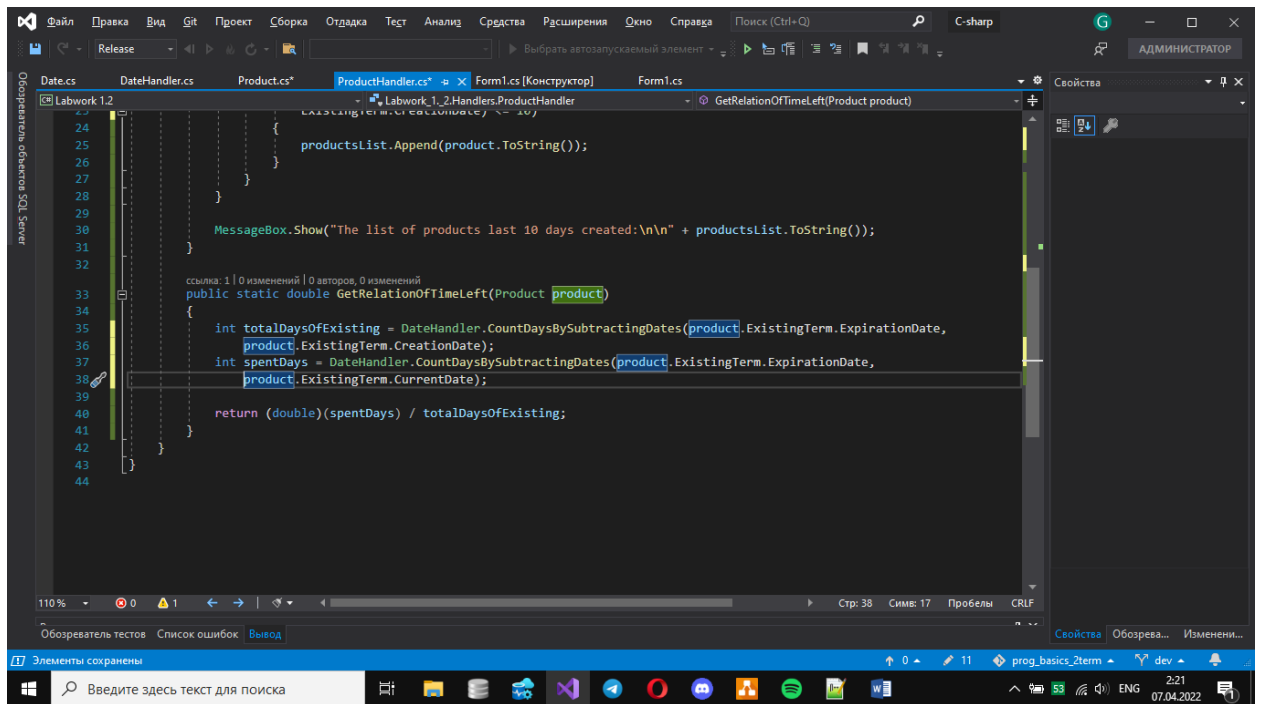 Файл Правка Вид Git Проект Сборка Отладка Тест Анализ Средства Расширения Окно Справка Поиск (Ctrl+Q) C-sharp G
Release Выбрать автозапускаемый элемент АДМИНИСТРАТОР
Обозреватель объектов SQL Server
Date.cs DateHandler.cs Product.cs* ProductHandler.cs* Form1.cs [Конструктор] Form1.cs
Свойства
C# Labwork 1.2 Labwork_1._2.Handlers.ProductHandler GetRelationOfTimeLeft(Product product)
23 ExistingTerm.CreationDate) <= 10)
24 {
25 productsList.Append(product.ToString());
26 }
27 }
28 }
29
30 MessageBox.Show("The list of products last 10 days created:\n\n" + productsList.ToString());
31 }
32
ссылка: 1 | 0 изменений | 0 авторов, 0 изменений
33 public static double GetRelationOfTimeLeft(Product product)
34 {
35 int totalDaysOfExisting = DateHandler.CountDaysBySubtractingDates(product.ExistingTerm.ExpirationDate,
36 product.ExistingTerm.CreationDate);
37 int spentDays = DateHandler.CountDaysBySubtractingDates(product.ExistingTerm.ExpirationDate,
38 product.ExistingTerm.CurrentDate);
39
40 return (double)(spentDays) / totalDaysOfExisting;
41 }
42 }
43 }
44
110 % 0 1 Стр: 38 Симв: 17 Пробелы CRLF
Обозреватель тестов Список ошибок Вывод
Свойства Обозрева... Изменени...
Элементы сохранены 0 11 prog_basics_2term dev
Введите здесь текст для поиска 53 ENG 2:21
07.04.2022 1